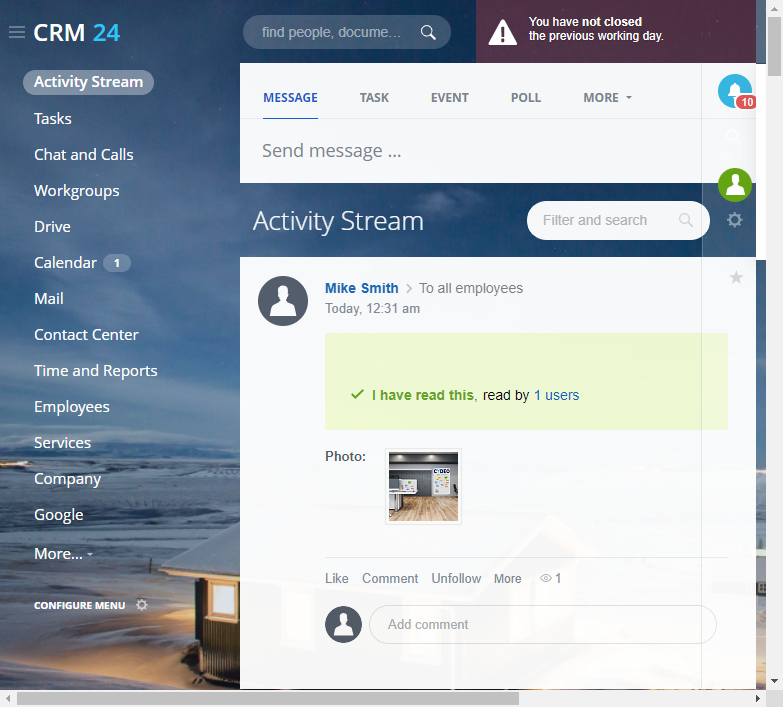 CRM 24
find people, docume...
You have not closed
the previous working day.
Activity Stream
Tasks
Chat and Calls
Workgroups
Drive
Calendar 1
Mail
Contact Center
Time and Reports
Employees
Services
Company
Google
More...
CONFIGURE MENU
MESSAGE TASK EVENT POLL MORE
10
Send message ...
Activity Stream
Filter and search
Mike Smith > To all employees
Today, 12:31 am
I have read this, read by 1 users
Photo:
CYDEO
Like Comment Unfollow More 1
Add comment